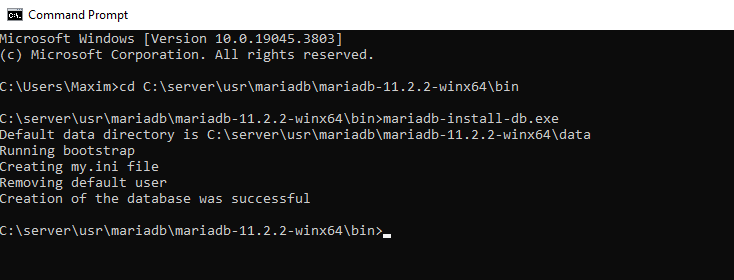 Command Prompt
Microsoft Windows [Version 10.0.19045.3803]
(c) Microsoft Corporation. All rights reserved.
C:\Users\Maxim>cd C:\server\usr\mariadb\mariadb-11.2.2-winx64\bin
C:\server\usr\mariadb\mariadb-11.2.2-winx64\bin>mariadb-install-db.exe
Default data directory is C:\server\usr\mariadb\mariadb-11.2.2-winx64\data
Running bootstrap
Creating my.ini file
Removing default user
Creation of the database was successful
C:\server\usr\mariadb\mariadb-11.2.2-winx64\bin>